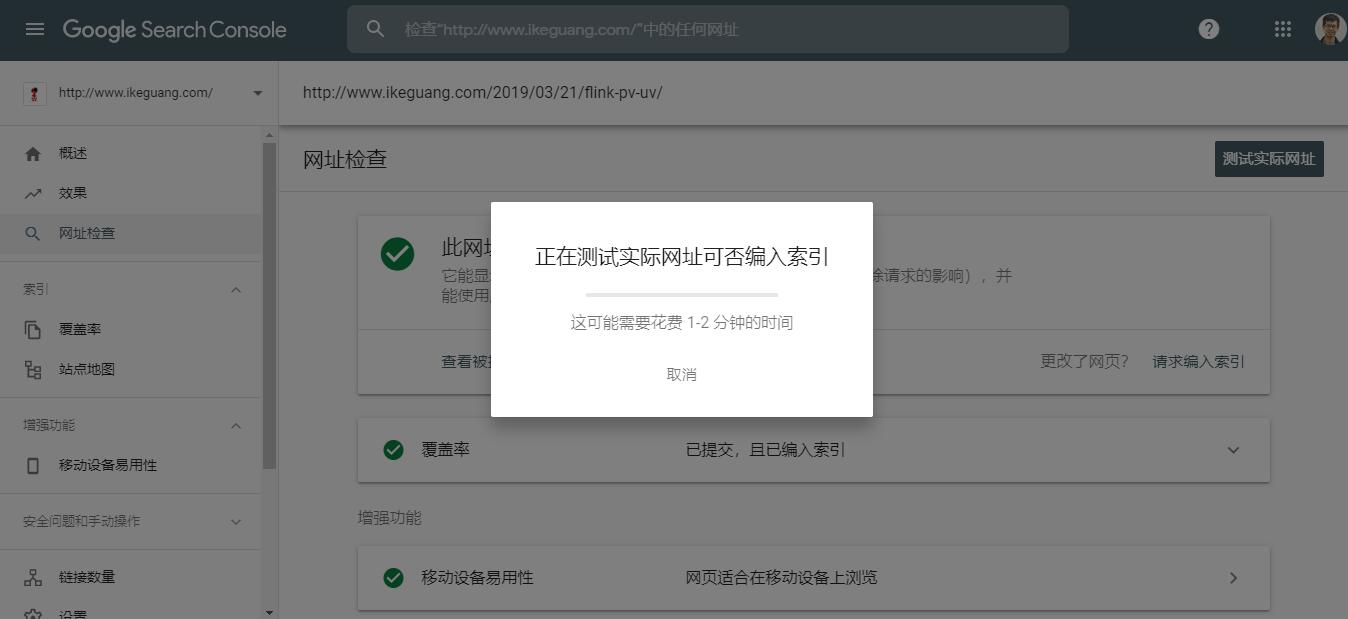 Google Search Console
检查“http://www.ikeguang.com/”中的任何网址
http://www.ikeguang.com/
http://www.ikeguang.com/2019/03/21/flink-pv-uv/
概述
效果
网址检查
索引
覆盖率
站点地图
增强功能
移动设备易用性
安全问题和手动操作
链接数量
设置
网址检查
测试实际网址
此网址
它能显
除请求的影响），并
能使用
查看被
更改了网页？
请求编入索引
正在测试实际网址可否编入索引
这可能需要花费 1-2 分钟的时间
取消
覆盖率
已提交，且已编入索引
增强功能
移动设备易用性
网页适合在移动设备上浏览